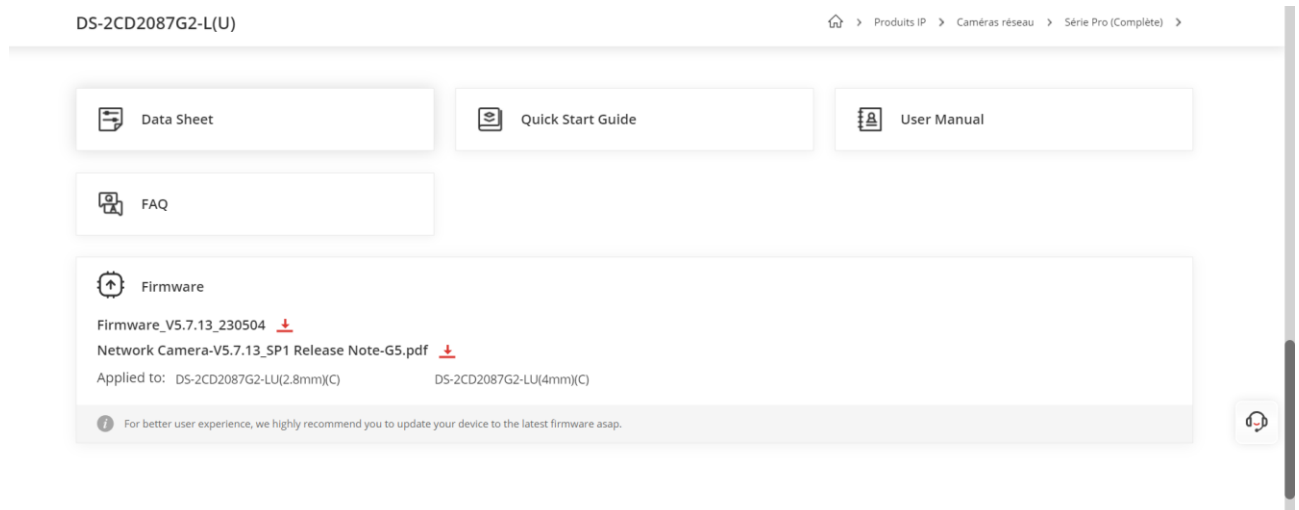 DS-2CD2087G2-L(U)
> Produits IP > Caméras réseau > Série Pro (Complète) >
Data Sheet
Quick Start Guide
User Manual
FAQ
Firmware
Firmware_V5.7.13_230504
Network Camera-V5.7.13_SP1 Release Note-G5.pdf
Applied to: DS-2CD2087G2-LU(2.8mm)(C) DS-2CD2087G2-LU(4mm)(C)
For better user experience, we highly recommend you to update your device to the latest firmware asap.